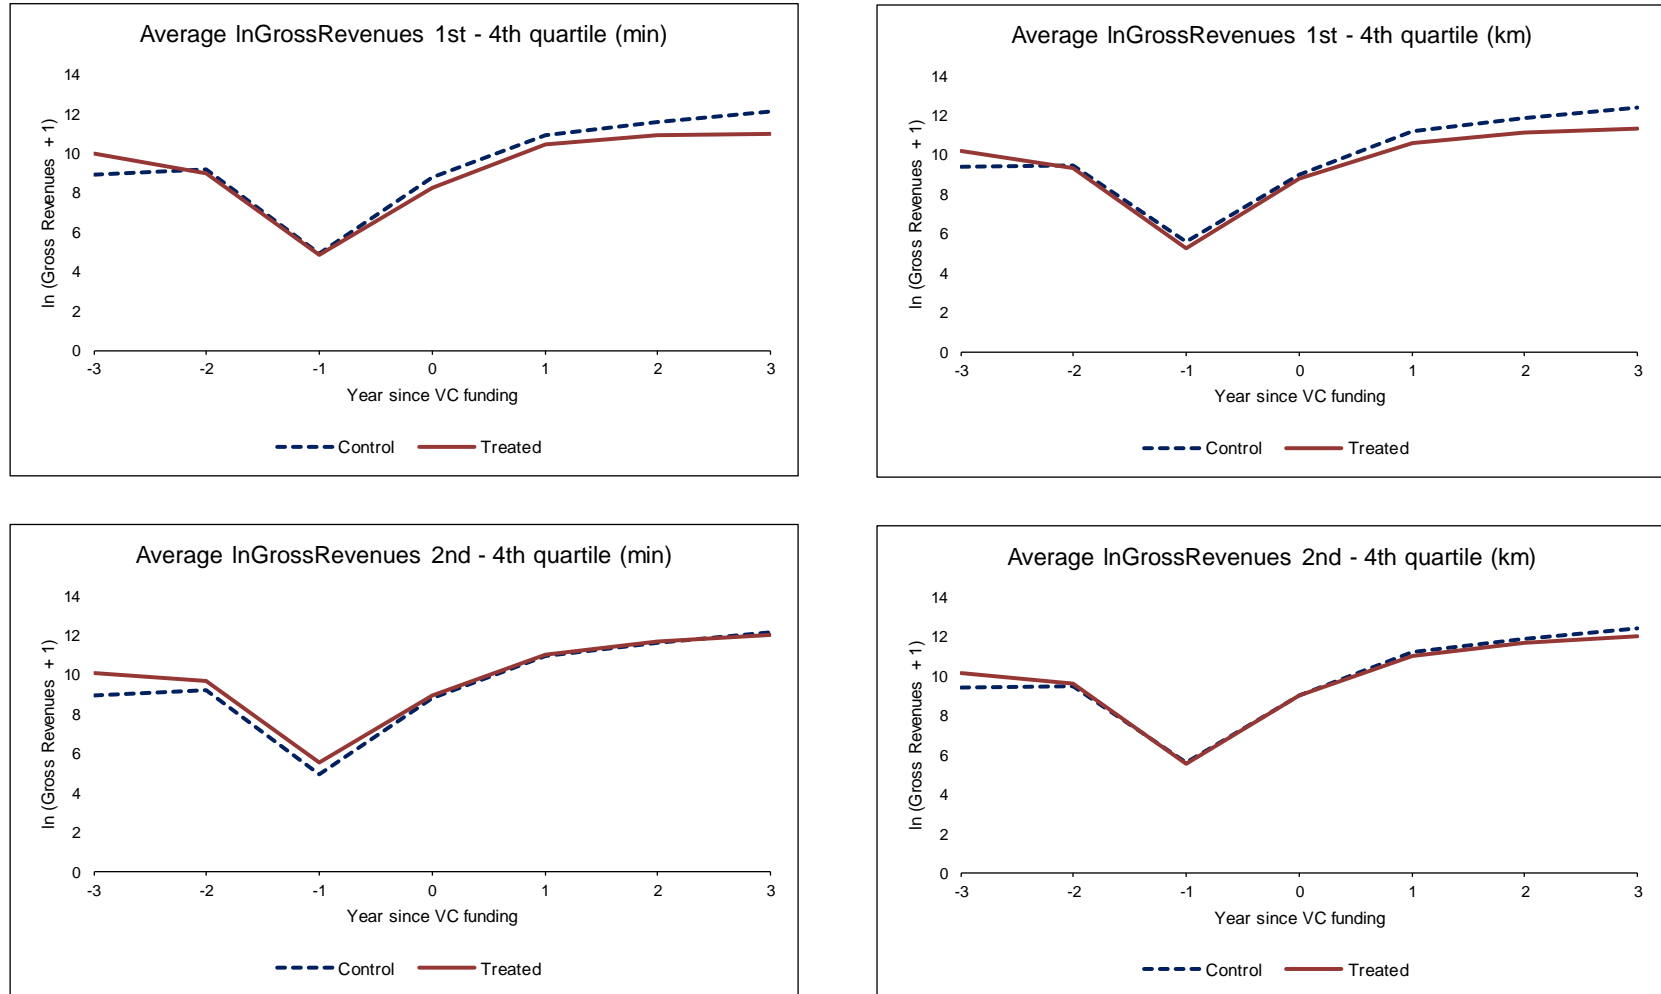 Average lnGrossRevenues 1st - 4th quartile (min)
ln (Gross Revenues + 1)
14
12
10
8
6
4
2
0
-3 -2 -1 0 1 2 3
Year since VC funding
Control Treated
Average lnGrossRevenues 1st - 4th quartile (km)
ln (Gross Revenues + 1)
14
12
10
8
6
4
2
0
-3 -2 -1 0 1 2 3
Year since VC funding
Control Treated
Average lnGrossRevenues 2nd - 4th quartile (min)
ln (Gross Revenues + 1)
14
12
10
8
6
4
2
0
-3 -2 -1 0 1 2 3
Year since VC funding
Control Treated
Average lnGrossRevenues 2nd - 4th quartile (km)
ln (Gross Revenues + 1)
14
12
10
8
6
4
2
0
-3 -2 -1 0 1 2 3
Year since VC funding
Control Treated